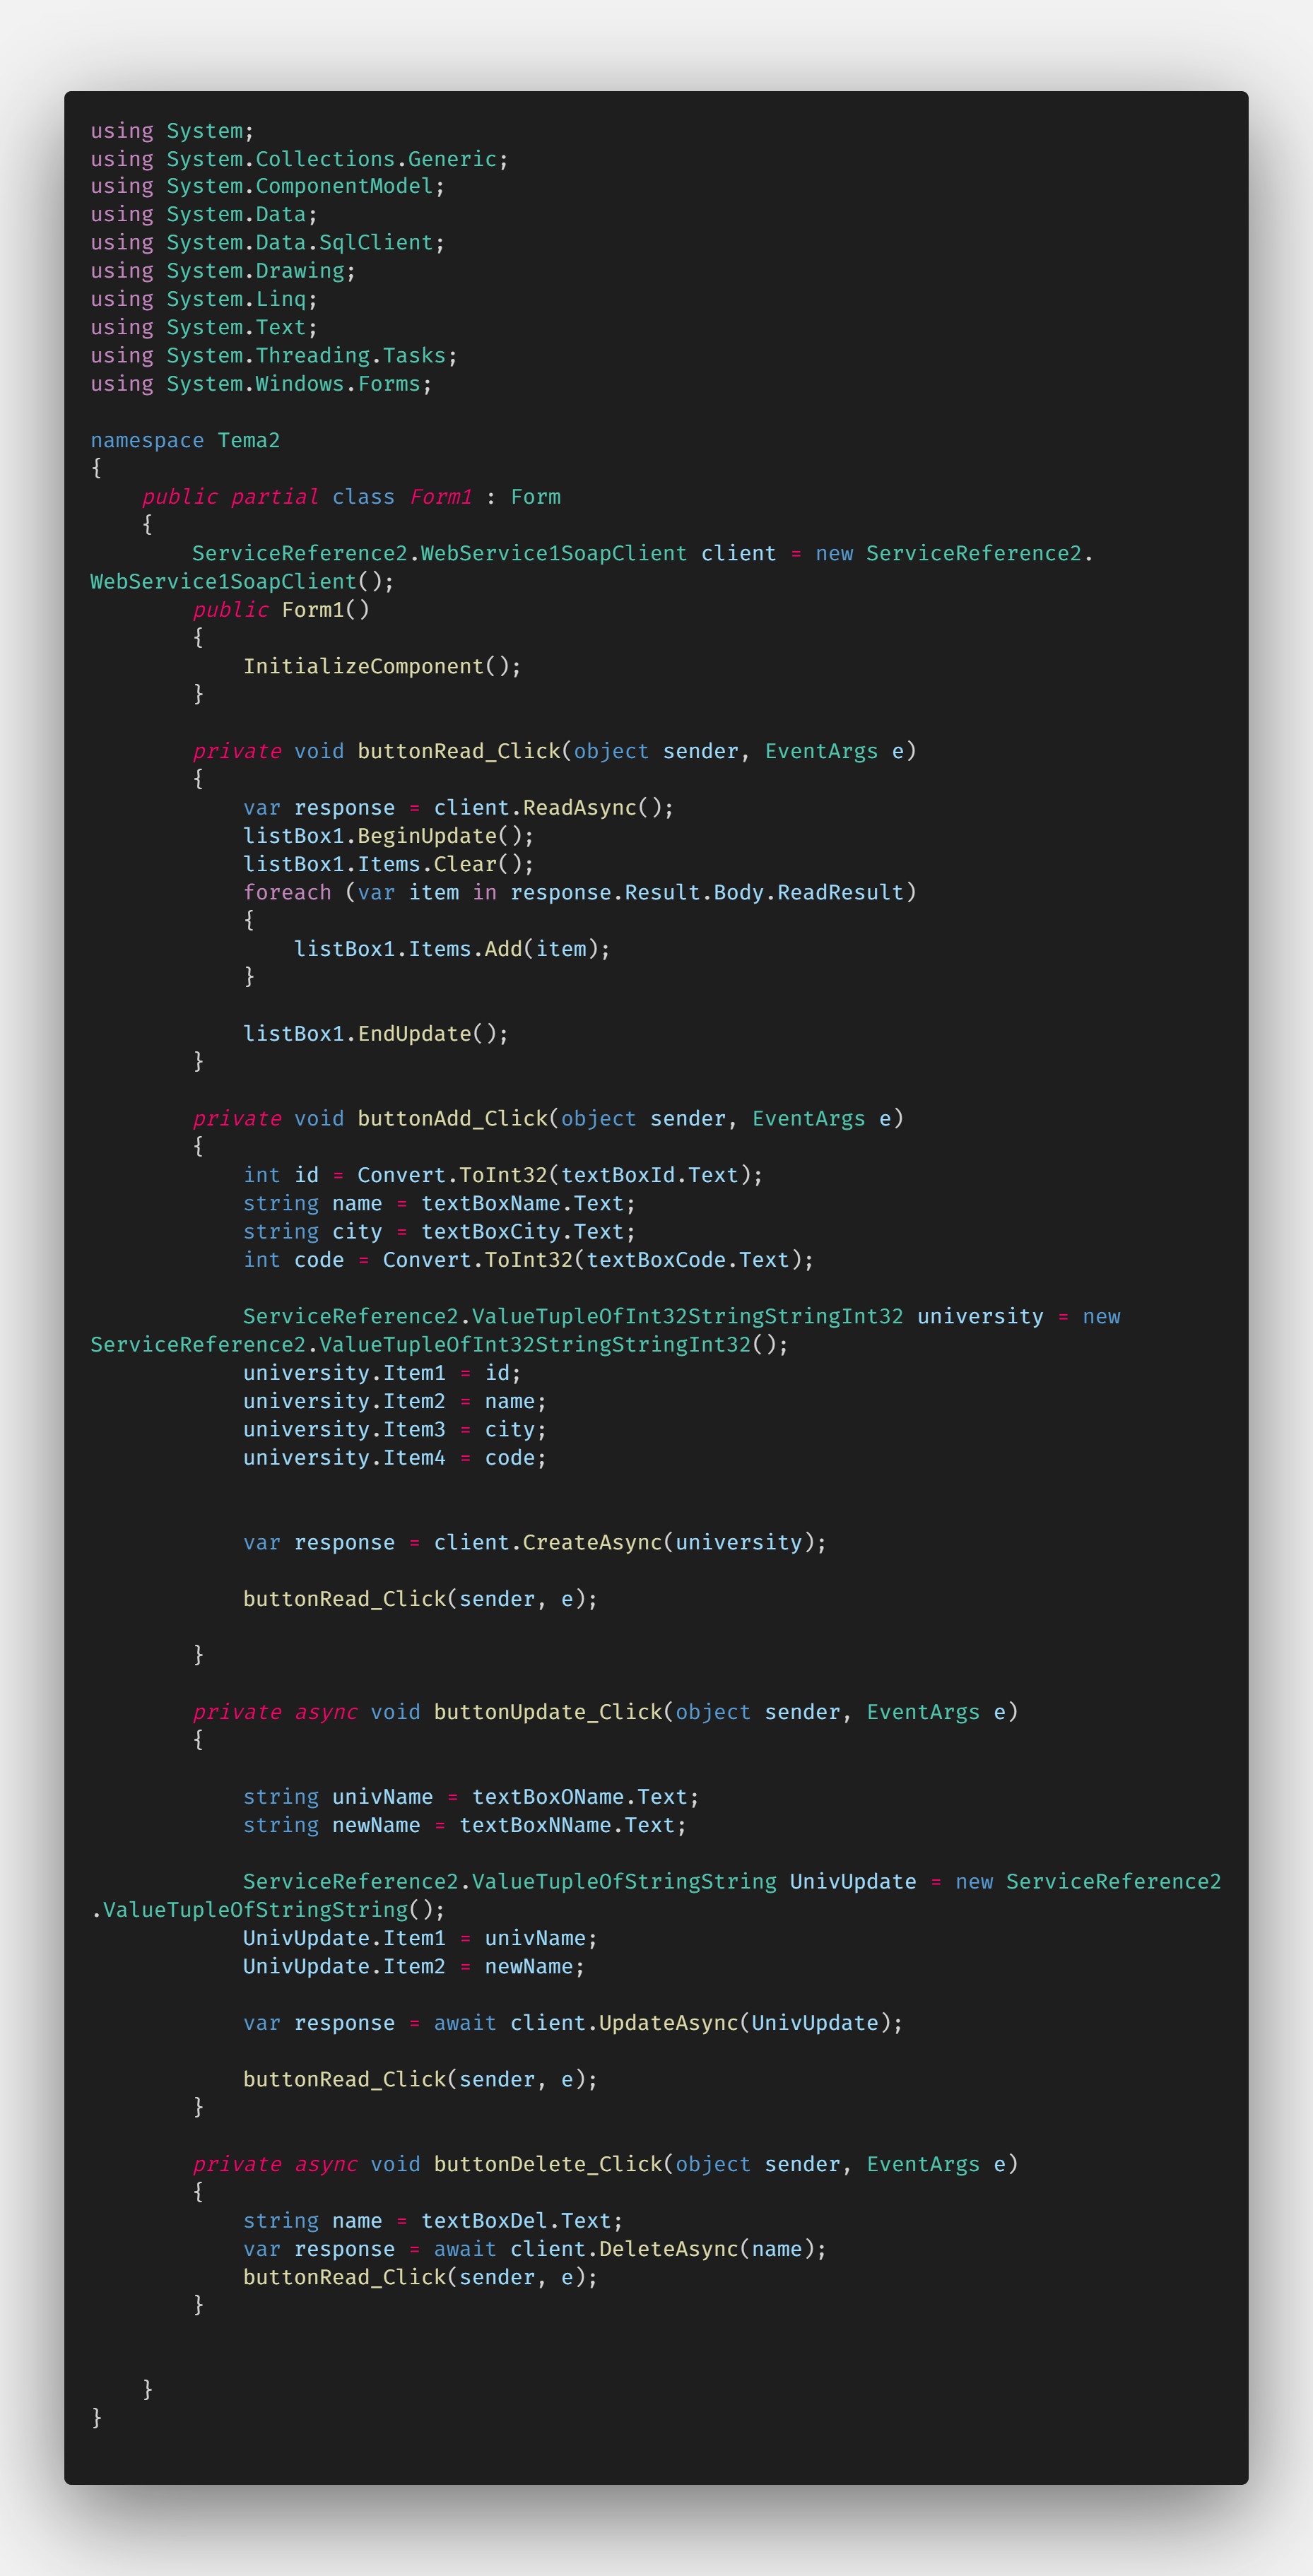 using System;
using System.Collections.Generic;
using System.ComponentModel;
using System.Data;
using System.Data.SqlClient;
using System.Drawing;
using System.Linq;
using System.Text;
using System.Threading.Tasks;
using System.Windows.Forms;

namespace Tema2
{
    public partial class Form1 : Form
    {
        ServiceReference2.WebService1SoapClient client = new ServiceReference2.
WebService1SoapClient();
        public Form1()
        {
            InitializeComponent();
        }

        private void buttonRead_Click(object sender, EventArgs e)
        {
            var response = client.ReadAsync();
            listBox1.BeginUpdate();
            listBox1.Items.Clear();
            foreach (var item in response.Result.Body.ReadResult)
            {
                listBox1.Items.Add(item);
            }

            listBox1.EndUpdate();
        }

        private void buttonAdd_Click(object sender, EventArgs e)
        {
            int id = Convert.ToInt32(textBoxId.Text);
            string name = textBoxName.Text;
            string city = textBoxCity.Text;
            int code = Convert.ToInt32(textBoxCode.Text);

            ServiceReference2.ValueTupleOfInt32StringStringInt32 university = new
ServiceReference2.ValueTupleOfInt32StringStringInt32();
            university.Item1 = id;
            university.Item2 = name;
            university.Item3 = city;
            university.Item4 = code;


            var response = client.CreateAsync(university);

            buttonRead_Click(sender, e);

        }

        private async void buttonUpdate_Click(object sender, EventArgs e)
        {

            string univName = textBoxOName.Text;
            string newName = textBoxNName.Text;

            ServiceReference2.ValueTupleOfStringString UnivUpdate = new ServiceReference2
.ValueTupleOfStringString();
            UnivUpdate.Item1 = univName;
            UnivUpdate.Item2 = newName;

            var response = await client.UpdateAsync(UnivUpdate);

            buttonRead_Click(sender, e);
        }

        private async void buttonDelete_Click(object sender, EventArgs e)
        {
            string name = textBoxDel.Text;
            var response = await client.DeleteAsync(name);
            buttonRead_Click(sender, e);
        }


    }
}